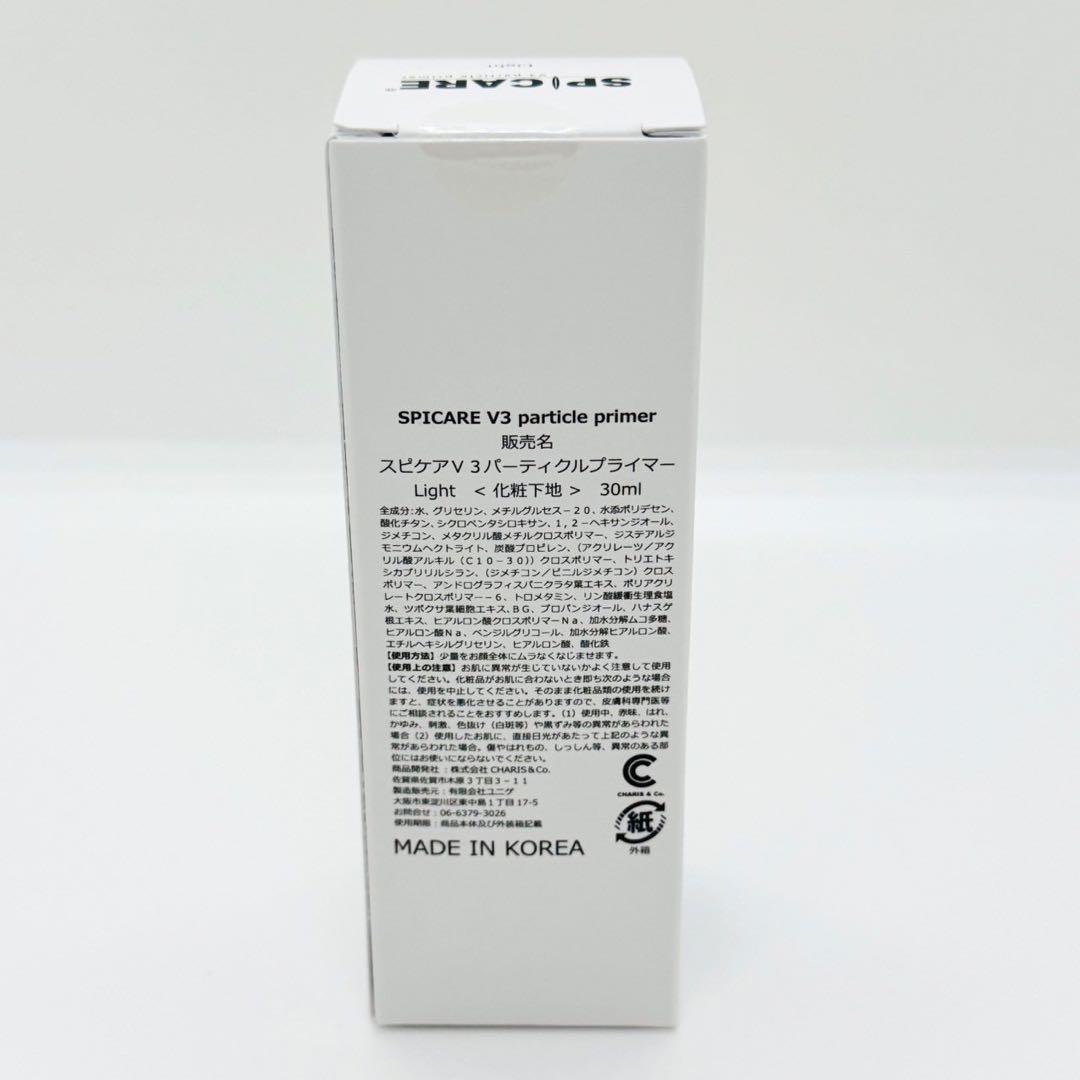 SPICARE®
V3 particle primer
Light
SPICARE V3 particle primer
販売名
スピケアV３パーティクルプライマー
Light ＜化粧下地＞ 30ml
全成分:水、グリセリン、メチルグルセス－20、水添ポリデセン、
酸化チタン、シクロペンタシロキサン、1,2－ヘキサンジオール、
ジメチコン、メタクリル酸メチルクロスポリマー、ジステアルジ
モニウムヘクトライト、炭酸プロピレン、（アクリレーツ／アク
リル酸アルキル（C10－30））クロスポリマー、トリエトキ
シカプリリルシラン、（ジメチコン／ビニルジメチコン）クロス
ポリマー、アンドログラフィスパニクラタ葉エキス、ポリアクリ
レートクロスポリマー－6、トロメタミン、リン酸緩衝生理食塩
水、ツボクサ葉細胞エキス、BG、プロパンジオール、ハナスゲ
根エキス、ヒアルロン酸クロスポリマーNa、加水分解ムコ多糖、
ヒアルロン酸Na、ベンジルグリコール、加水分解ヒアルロン酸、
エチルヘキシルグリセリン、ヒアルロン酸、酸化鉄
【使用方法】少量をお顔全体にムラなくなじませます。
【使用上の注意】お肌に異常が生じていないかよく注意して使用
してください。化粧品がお肌に合わないとき即ち次のような場合
には、使用を中止してください。そのまま化粧品類の使用を続け
ますと、症状を悪化させることがありますので、皮膚科専門医等
にご相談されることをおすすめします。(1)使用中、赤味、はれ、
かゆみ、刺激、色抜け（白斑等）や黒ずみ等の異常があらわれた
場合(2)使用したお肌に、直接日光があたって上記のような異
常があらわれた場合。傷やはれもの、しっしん等、異常のある部
位にはお使いにならないでください。
商品開発社：株式会社CHARIS&Co.
佐賀県佐賀市木原３丁目３－１１
製造販売元：有限会社ユニゲ
大阪市東淀川区東中島１丁目17-5
お問合せ：06-6379-3026
使用期限：商品本体及び外装箱記載
MADE IN KOREA
CHARIS & Co.
紙
外箱